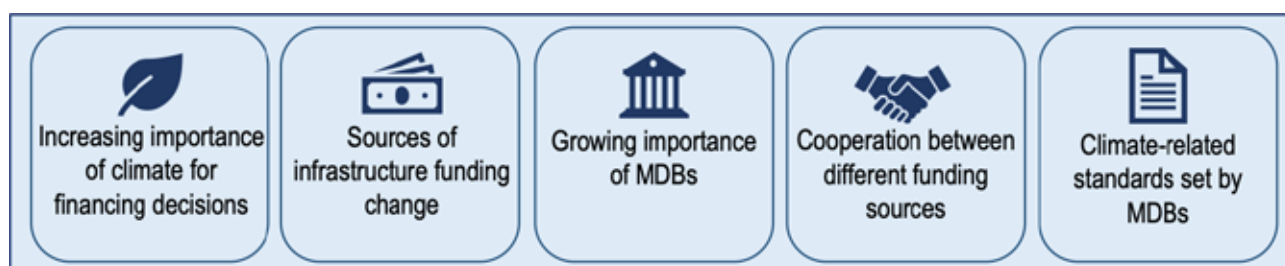 Increasing importance
of climate for
financing decisions
Sources of
infrastructure funding
change
Growing importance
of MDBs
Cooperation between
different funding
sources
Climate-related
standards set by
MDBs